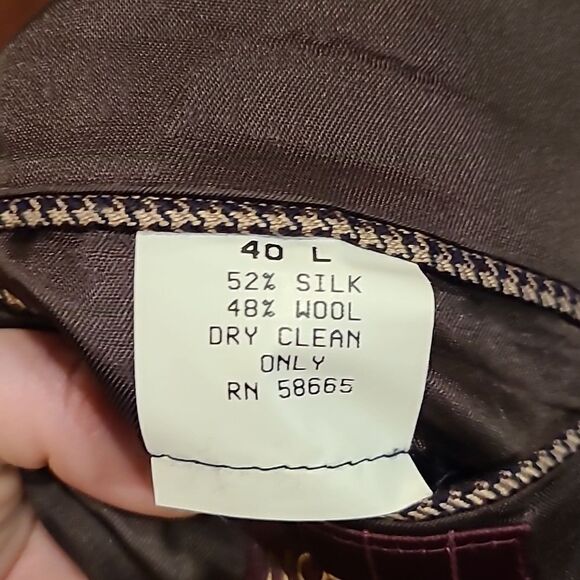 40 L
52% SILK
48% WOOL
DRY CLEAN
ONLY
RN 58665